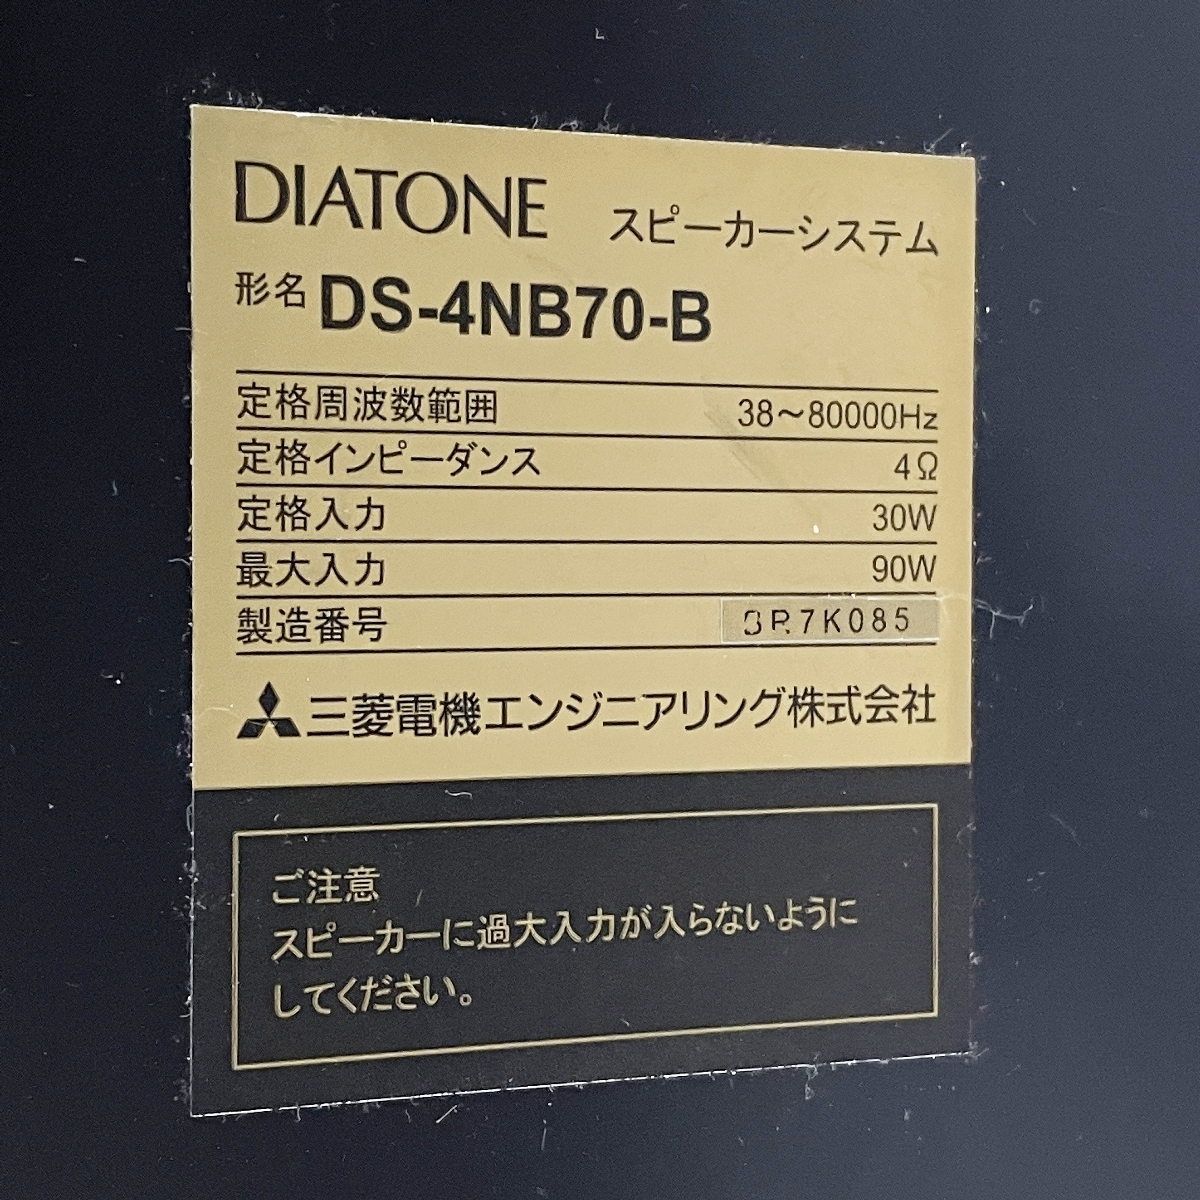 DIATONE スピーカーシステム
形名 DS-4NB70-B
定格周波数範囲 38～80000Hz
定格インピーダンス 4Ω
定格入力 30W
最大入力 90W
製造番号
三菱電機エンジニアリング株式会社
ご注意
スピーカーに過大入力が入らないように
してください。